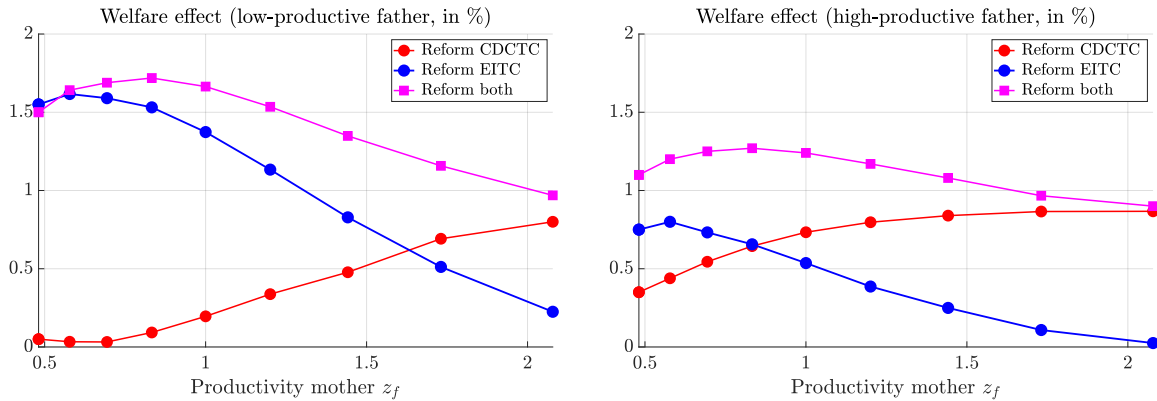 Welfare effect (low-productive father, in %)
2
1.5
1
0.5
0
0.5
1
1.5
2
Reform CDCTC
Reform EITC
Reform both
Productivity mother z_f
Welfare effect (high-productive father, in %)
2
1.5
1
0.5
0
0.5
1
1.5
2
Reform CDCTC
Reform EITC
Reform both
Productivity mother z_f